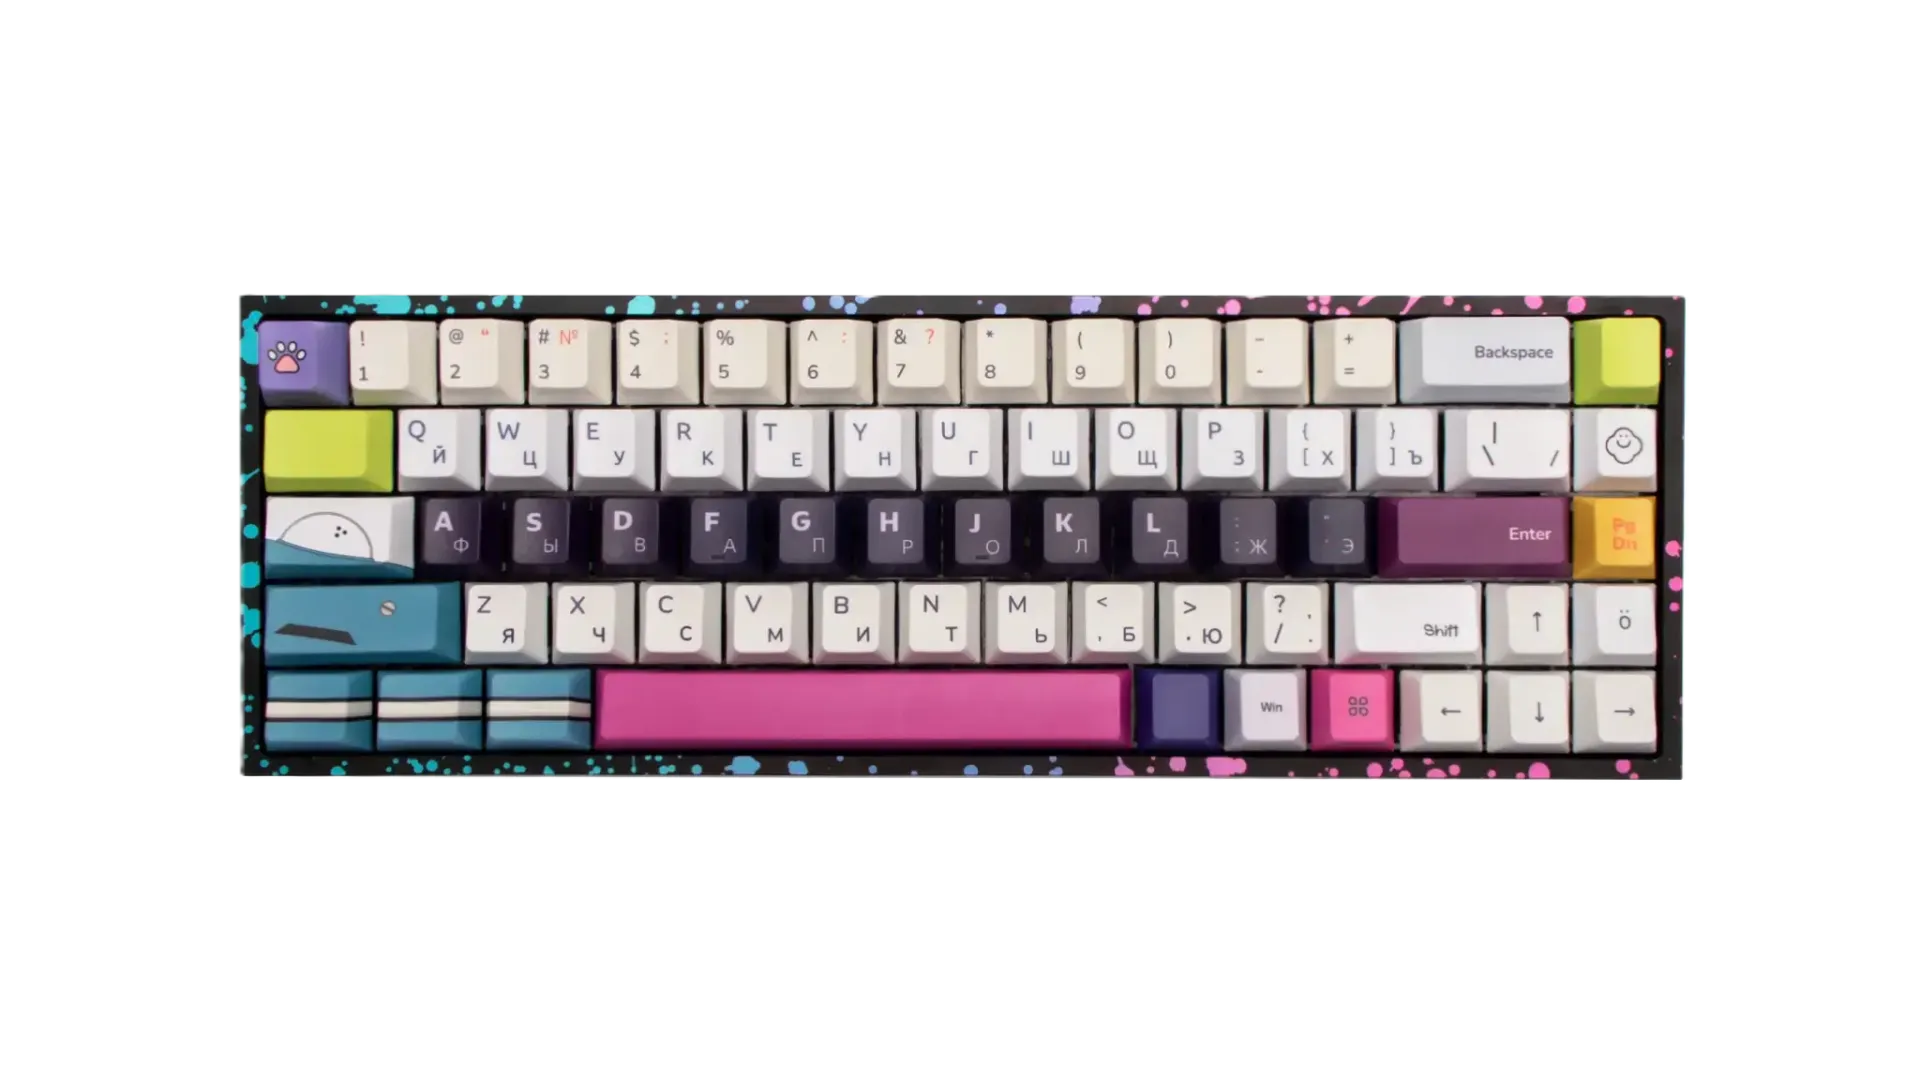 ! @ “ # № $ ; % ^ : & ? * ( ) – +
1 2 3 4 5 6 7 8 9 0 - = Backspace
Q W E R T Y U I O P { } |
Й Ц У К Е Н Г Ш Щ З [ Х ] Ъ \ /
A S D F G H J K L : "
Ф Ы В А П Р О Л Д ; Ж ' Э Enter Pg
Dn
Z X C V B N M < > ? ,
Я Ч С М И Т Ь , Б . Ю / . Shift ↑ ö
Win ← ↓ →